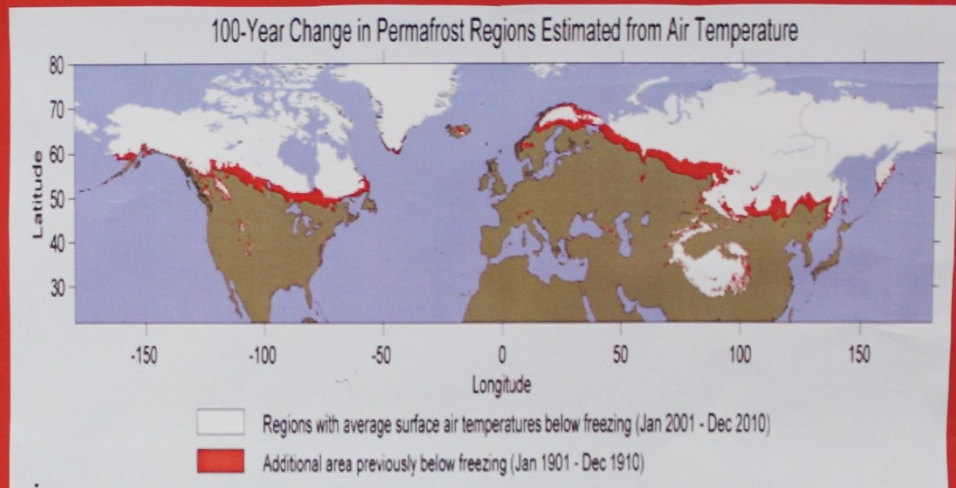 100-Year Change in Permafrost Regions Estimated from Air Temperature
80
70
60
50
40
30
Latitude
-150 -100 -50 0 50 100 150
Longitude
Regions with average surface air temperatures below freezing (Jan 2001 - Dec 2010)
Additional area previously below freezing (Jan 1901 - Dec 1910)